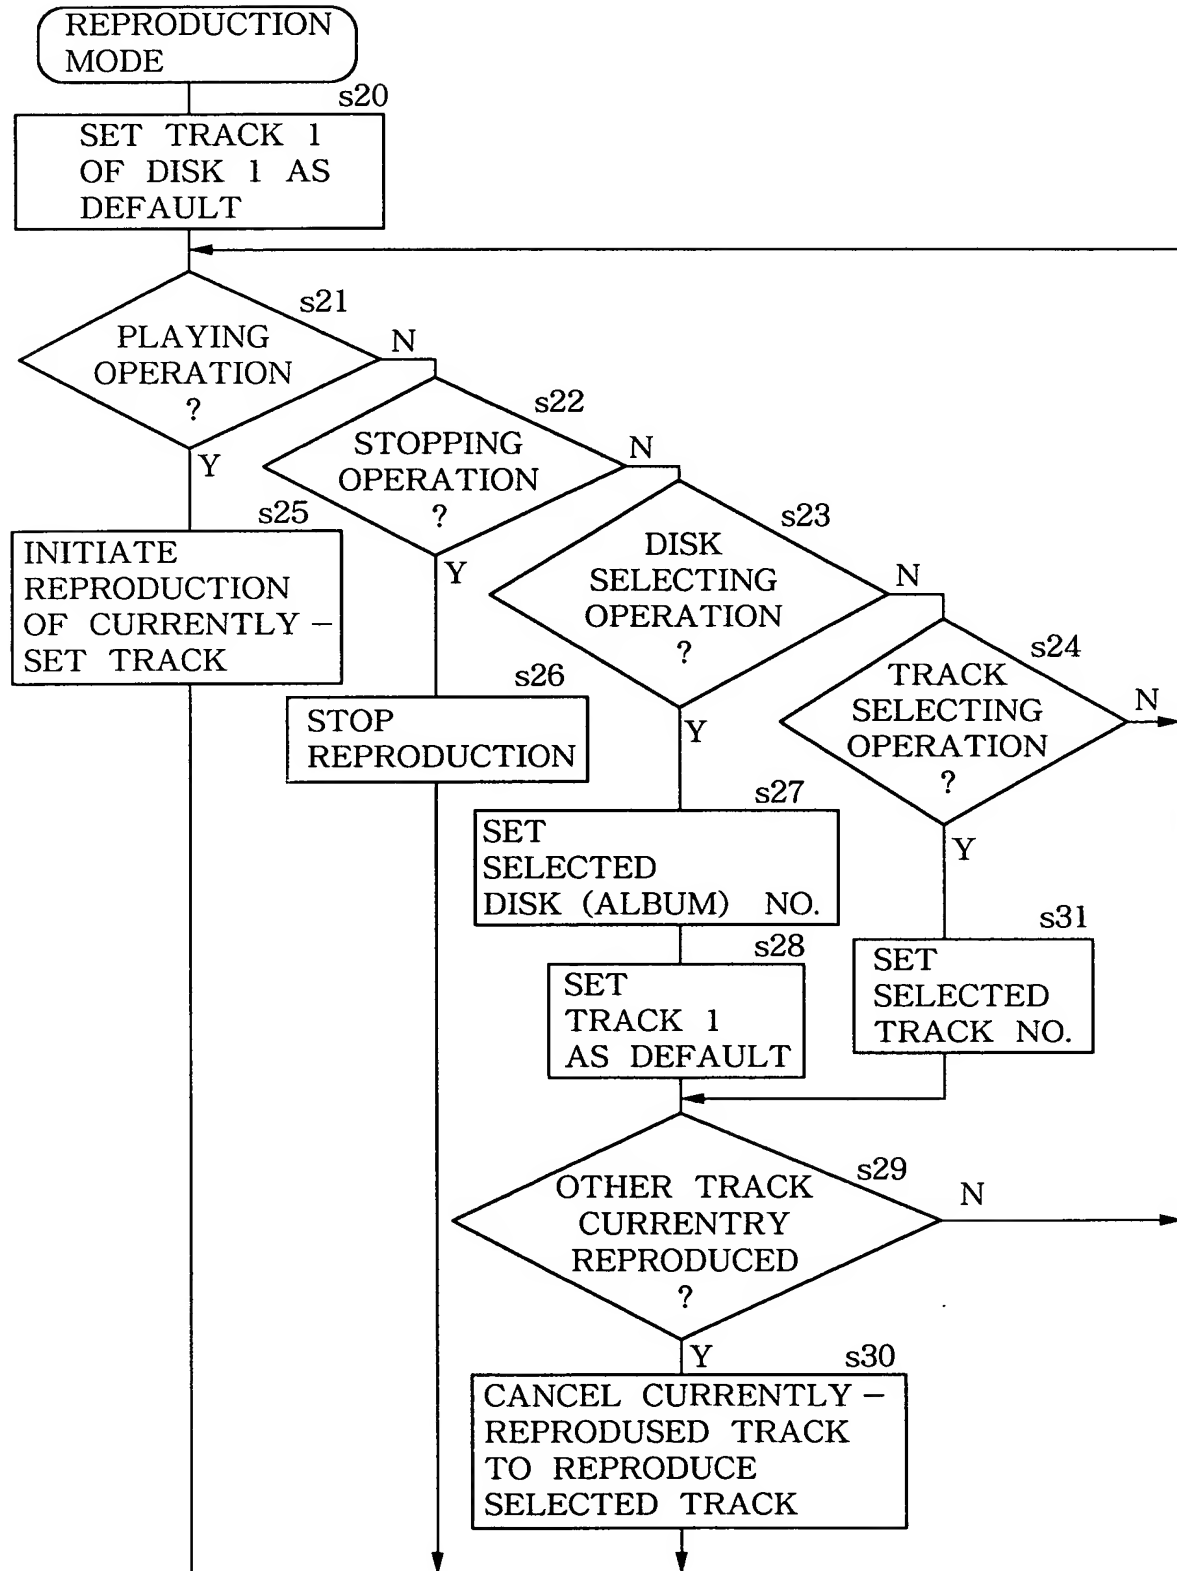 REPRODUCTION
MODE
s20
SET TRACK 1
OF DISK 1 AS
DEFAULT
s21
PLAYING
OPERATION
?
N
Y
s22
STOPPING
OPERATION
?
N
Y
s25
INITIATE
REPRODUCTION
OF CURRENTLY –
SET TRACK
s23
DISK
SELECTING
OPERATION
?
N
Y
s26
STOP
REPRODUCTION
s24
TRACK
SELECTING
OPERATION
?
N
Y
s27
SET
SELECTED
DISK (ALBUM) NO.
s28
SET
TRACK 1
AS DEFAULT
s31
SET
SELECTED
TRACK NO.
s29
OTHER TRACK
CURRENTRY
REPRODUCED
?
N
Y
s30
CANCEL CURRENTLY –
REPRODUSED TRACK
TO REPRODUCE
SELECTED TRACK